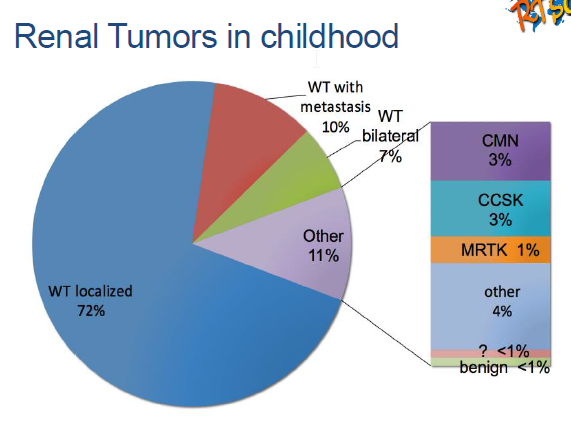 Renal Tumors in childhood
WT with
metastasis
10%
WT
bilateral
7%
Other
11%
WT localized
72%
CMN
3%
CCSK
3%
MRTK 1%
other
4%
? <1%
benign <1%